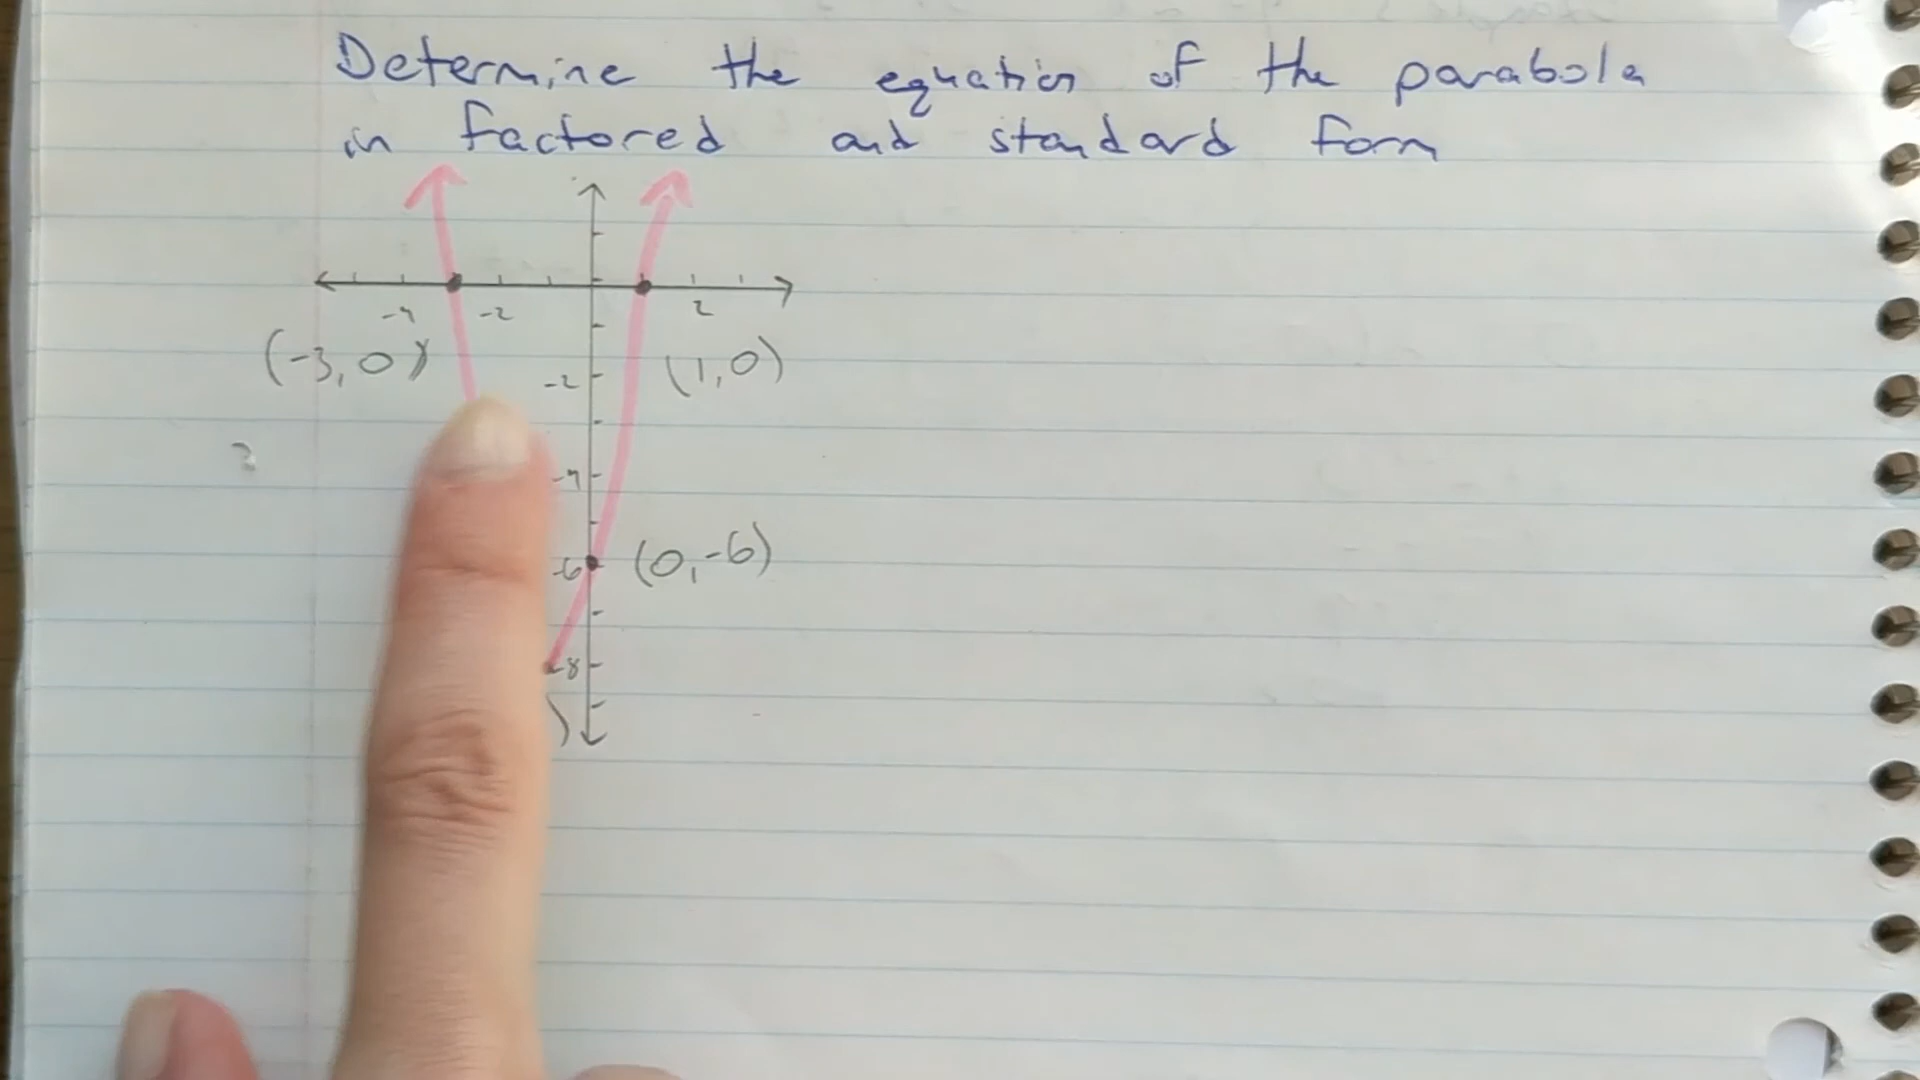 Determine the equation of the parabola
in factored and standard form
-4 -2 2
(-3,0) -2 (1,0)
-4
-6 (0,-6)
-8
)